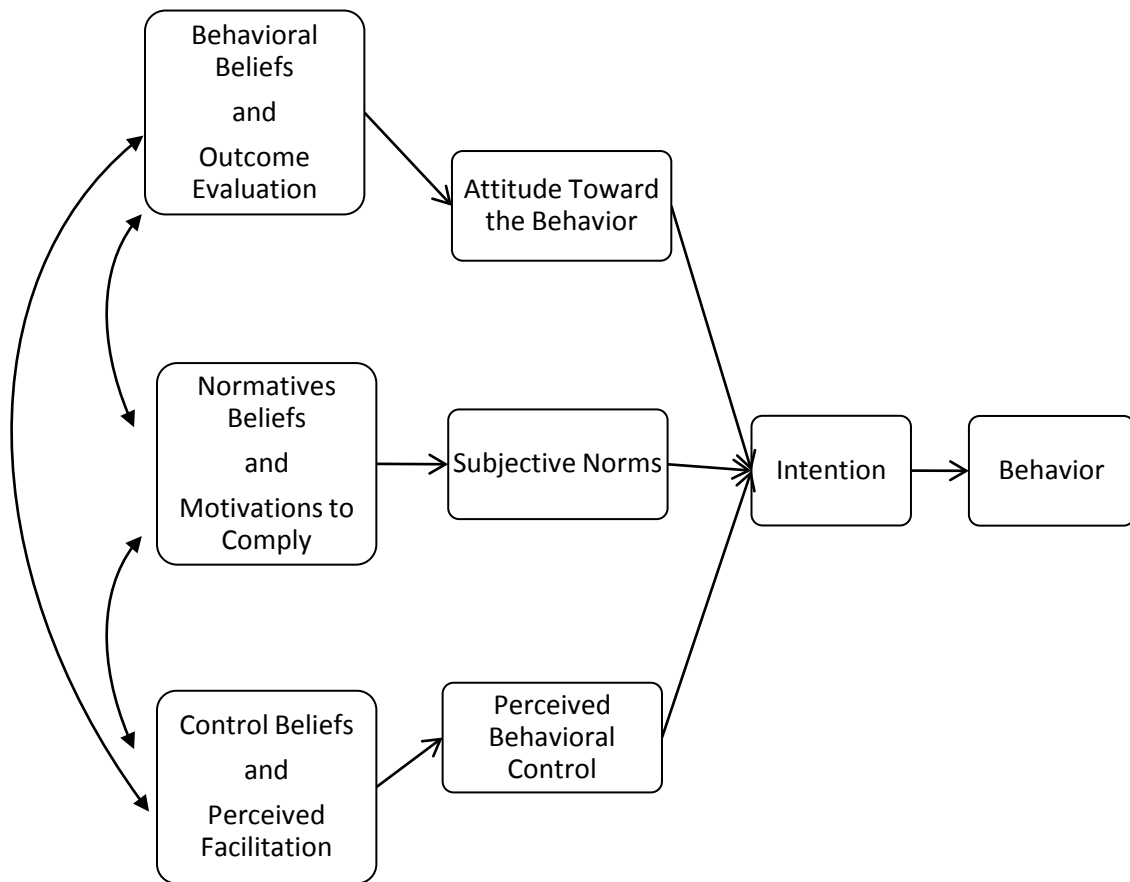 Behavioral
Beliefs
and
Outcome
Evaluation
Attitude Toward
the Behavior
Normatives
Beliefs
and
Motivations to
Comply
Subjective Norms
Intention
Behavior
Control Beliefs
and
Perceived
Facilitation
Perceived
Behavioral
Control